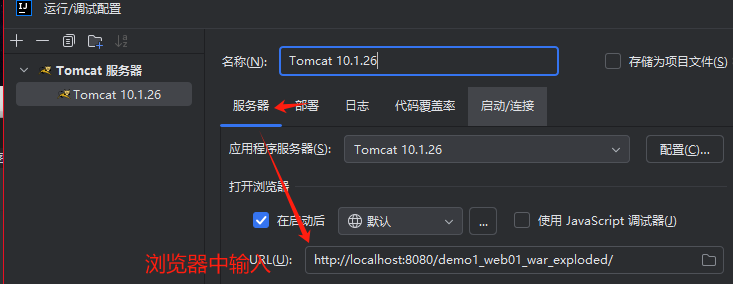 运行/调试配置
Tomcat 服务器
Tomcat 10.1.26
名称(N):
Tomcat 10.1.26
存储为项目文件(S)
服务器
部署
日志
代码覆盖率
启动/连接
应用程序服务器(S):
Tomcat 10.1.26
配置(C)...
打开浏览器
在启动后
默认
...
使用 JavaScript 调试器(J)
浏览器中输入
URL(U):
http://localhost:8080/demo1_web01_war_exploded/